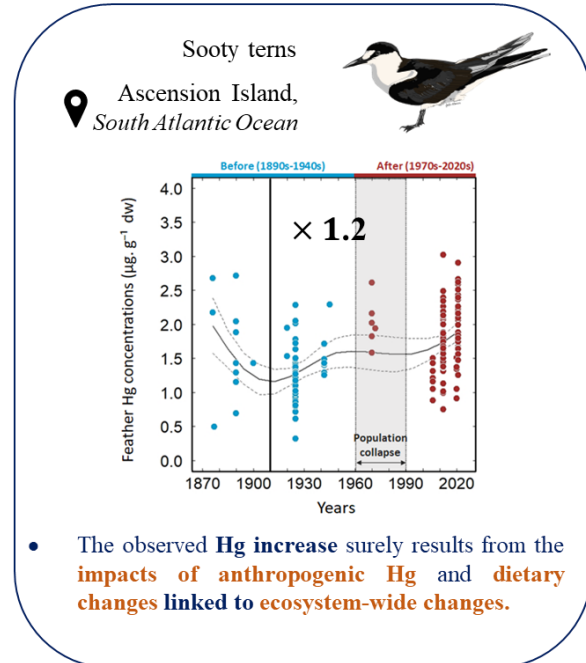 Sooty terns
Ascension Island,
South Atlantic Ocean
Before (1890s-1940s) After (1970s-2020s)
4.0
3.5
3.0
2.5
2.0
1.5
1.0
0.5
0.0
Feather Hg concentrations (µg. g⁻¹ dw)
× 1.2
Population
collapse
1870 1900 1930 1960 1990 2020
Years
• The observed Hg increase surely results from the
impacts of anthropogenic Hg and dietary
changes linked to ecosystem-wide changes.